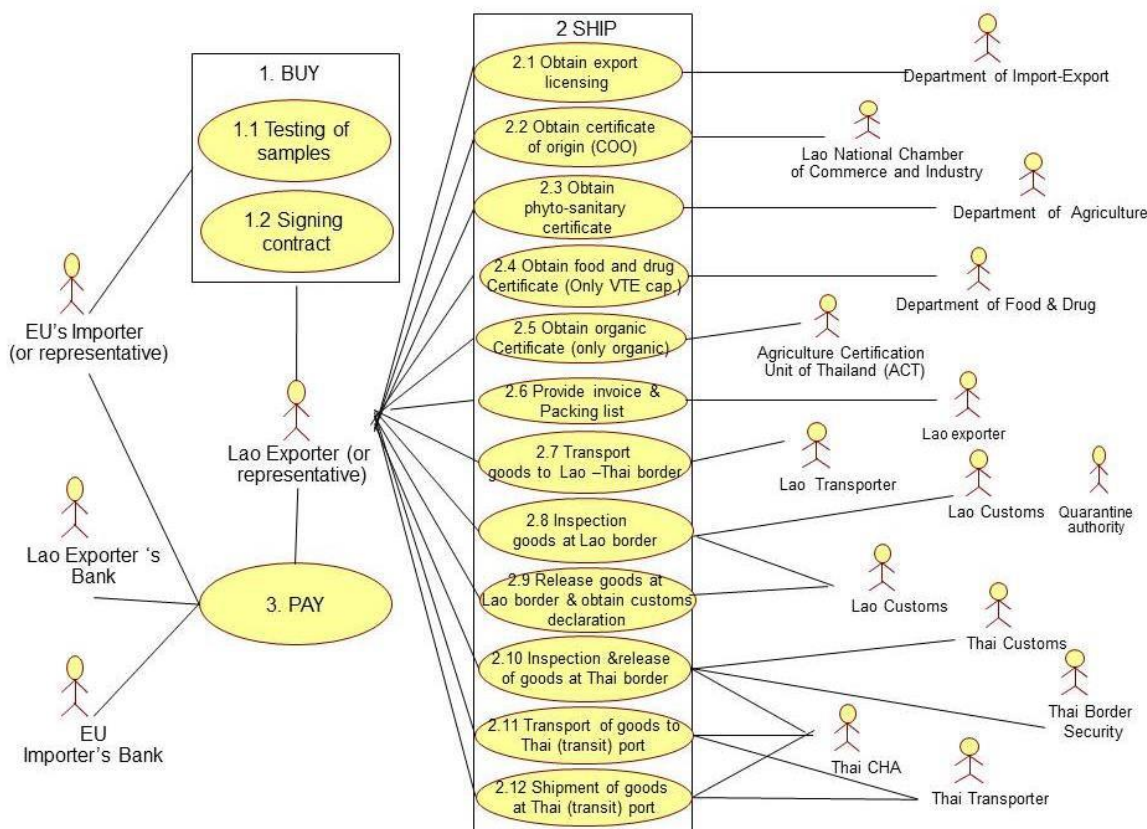 1. BUY
1.1 Testing of
samples
1.2 Signing
contract
EU's Importer
(or representative)
Lao Exporter (or
representative)
Lao Exporter ‘s
Bank
3. PAY
EU
Importer’s Bank
2 SHIP
2.1 Obtain export
licensing
2.2 Obtain certificate
of origin (COO)
2.3 Obtain
phyto-sanitary
certificate
2.4 Obtain food and drug
Certificate (Only VTE cap.)
2.5 Obtain organic
Certificate (only organic)
2.6 Provide invoice &
Packing list
2.7 Transport
goods to Lao –Thai border
2.8 Inspection
goods at Lao border
2.9 Release goods at
Lao border & obtain customs
declaration
2.10 Inspection &release
of goods at Thai border
2.11 Transport of goods to
Thai (transit) port
2.12 Shipment of goods
at Thai (transit) port
Department of Import-Export
Lao National Chamber
of Commerce and Industry
Department of Agriculture
Department of Food & Drug
Agriculture Certification
Unit of Thailand (ACT)
Lao exporter
Lao Transporter
Lao Customs
Quarantine
authority
Lao Customs
Thai Customs
Thai Border
Security
Thai CHA
Thai Transporter